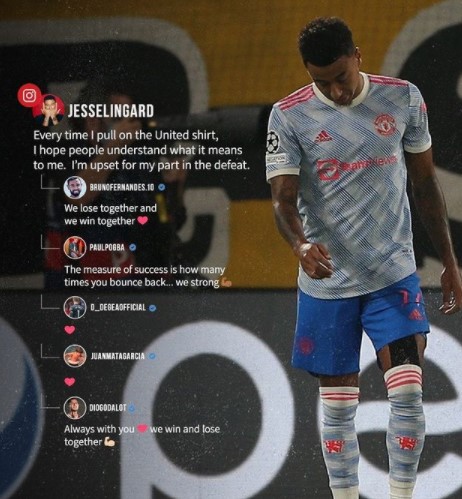 JESSELINGARD
Every time I pull on the United shirt,
I hope people understand what it means
to me. I'm upset for my part in the defeat.
BRUNOFERNANDES.10
We lose together and
we win together ❤️
PAULPOGBA
The measure of success is how many
times you bounce back... we strong 💪🏽
D_DEGEAOFFICIAL
❤️
JUANMATAGARCIA
❤️
DIOGODALOT
Always with you ❤️ we win and lose
together 💪🏻
adidas